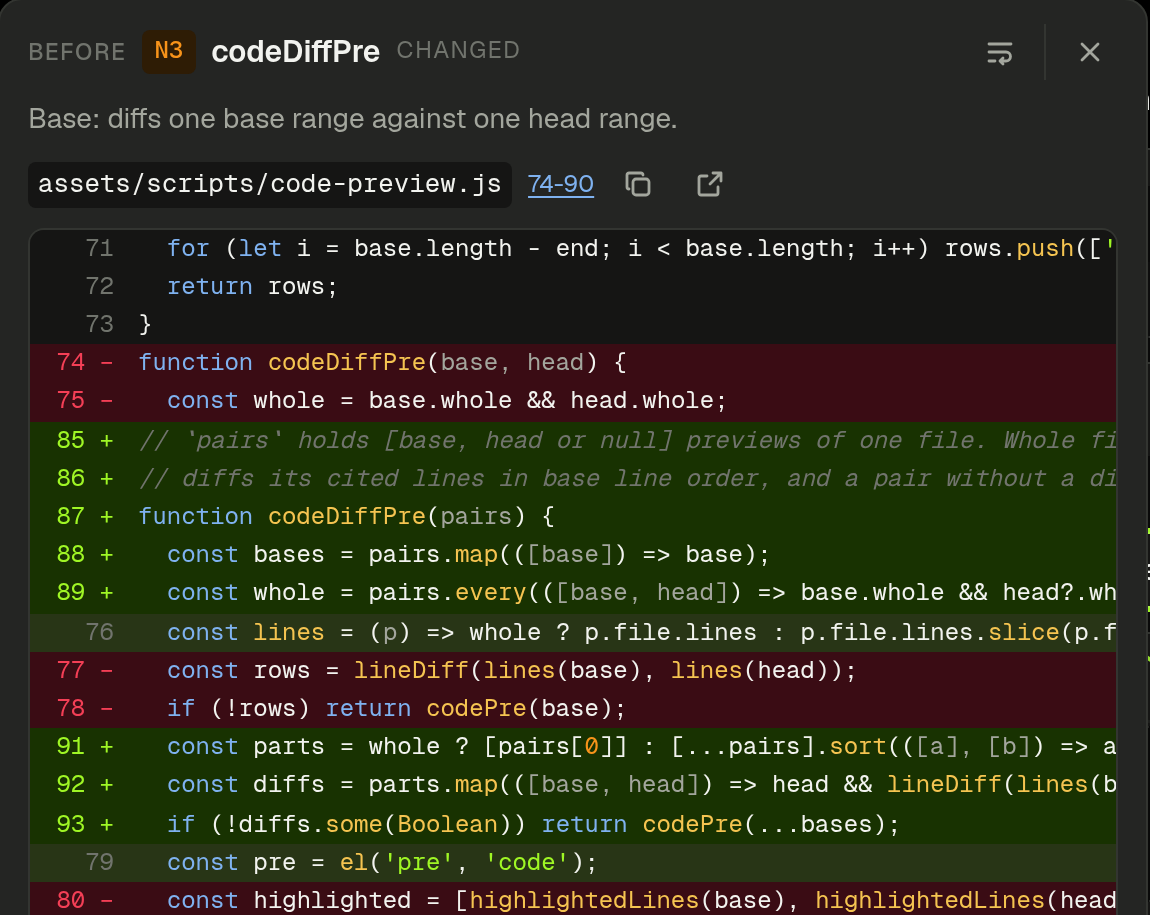 BEFORE N3 codeDiffPre CHANGED
Base: diffs one base range against one head range.
assets/scripts/code-preview.js 74-90
71 for (let i = base.length - end; i < base.length; i++) rows.push(['
72 return rows;
73 }
74 - function codeDiffPre(base, head) {
75 - const whole = base.whole && head.whole;
85 + // `pairs` holds [base, head or null] previews of one file. Whole fi
86 + // diffs its cited lines in base line order, and a pair without a di
87 + function codeDiffPre(pairs) {
88 + const bases = pairs.map(([base]) => base);
89 + const whole = pairs.every(([base, head]) => base.whole && head?.wh
76 const lines = (p) => whole ? p.file.lines : p.file.lines.slice(p.f
77 - const rows = lineDiff(lines(base), lines(head));
78 - if (!rows) return codePre(base);
91 + const parts = whole ? [pairs[0]] : [...pairs].sort(([a], [b]) => a
92 + const diffs = parts.map(([base, head]) => head && lineDiff(lines(b
93 + if (!diffs.some(Boolean)) return codePre(...bases);
79 const pre = el('pre', 'code');
80 - const highlighted = [highlightedLines(base), highlightedLines(head